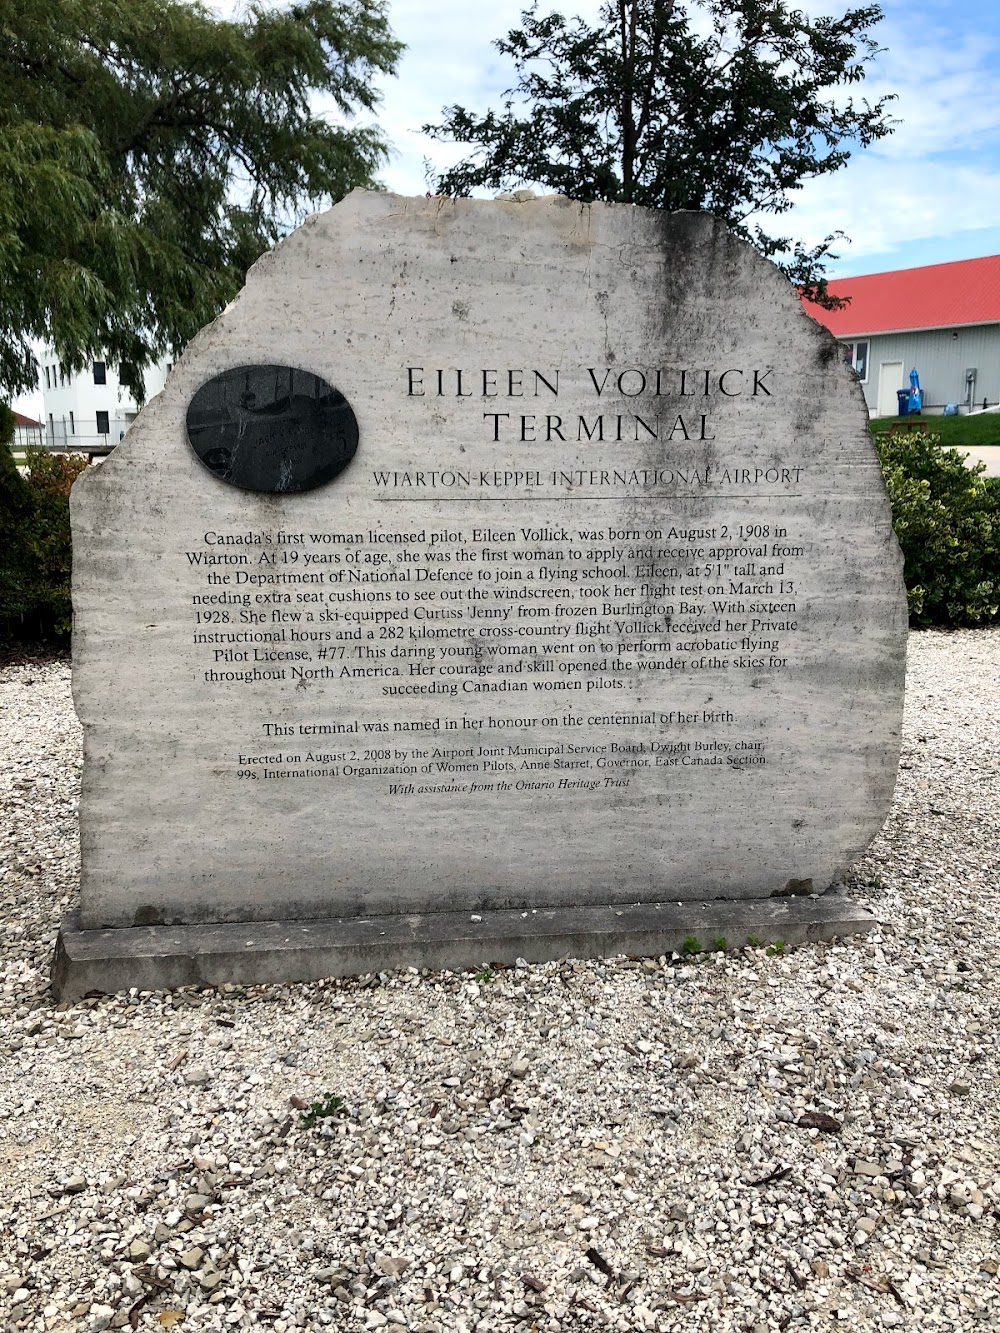 EILEEN VOLLICK
TERMINAL
WIARTON-KEPPEL INTERNATIONAL AIRPORT
Canada's first woman licensed pilot, Eileen Vollick, was born on August 2, 1908 in
Wiarton. At 19 years of age, she was the first woman to apply and receive approval from
the Department of National Defence to join a flying school. Eileen, at 5'1" tall and
needing extra seat cushions to see out the windscreen, took her flight test on March 13,
1928. She flew a ski-equipped Curtiss 'Jenny' from frozen Burlington Bay. With sixteen
instructional hours and a 282 kilometre cross-country flight Vollick received her Private
Pilot License, #77. This daring young woman went on to perform acrobatic flying
throughout North America. Her courage and skill opened the wonder of the skies for
succeeding Canadian women pilots.
This terminal was named in her honour on the centennial of her birth.
Erected on August 2, 2008 by the Airport Joint Municipal Service Board, Dwight Burley, chair,
99s, International Organization of Women Pilots, Anne Starret, Governor, East Canada Section.
With assistance from the Ontario Heritage Trust